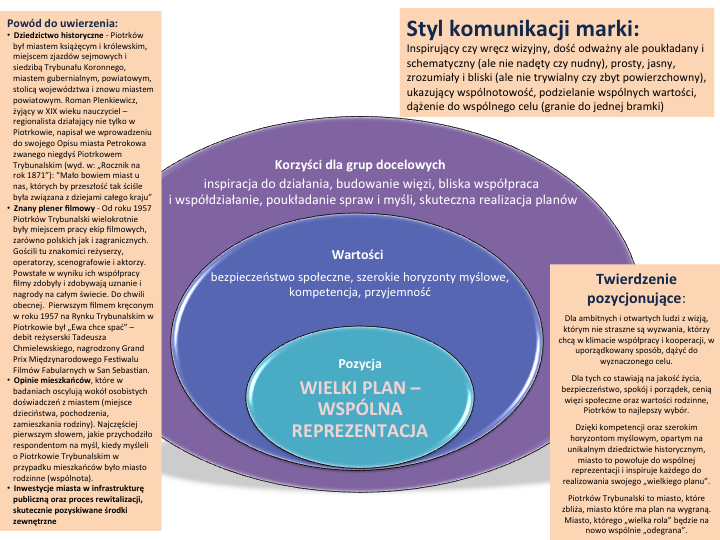 Powód do uwierzenia:
• Dziedzictwo historyczne - Piotrków
był miastem książęcym i królewskim,
miejscem zjazdów sejmowych i
siedzibą Trybunału Koronnego,
miastem gubernialnym, powiatowym,
stolicą województwa i znowu miastem
powiatowym. Roman Plenkiewicz,
żyjący w XIX wieku nauczyciel –
regionalista działający nie tylko w
Piotrkowie, napisał we wprowadzeniu
do swojego Opisu miasta Petrokowa
zwanego niegdyś Piotrkowem
Trybunalskim (wyd. w: „Rocznik na
rok 1871"): "Mało bowiem miast u
nas, których by przeszłość tak ściśle
była związana z dziejami całego kraju”
• Znany plener filmowy - Od roku 1957
Piotrków Trybunalski wielokrotnie
były miejscem pracy ekip filmowych,
zarówno polskich jak i zagranicznych.
Gościli tu znakomici reżyserzy,
operatorzy, scenografowie i aktorzy.
Powstałe w wyniku ich współpracy
filmy zdobyły i zdobywają uznanie i
nagrody na całym świecie. Do chwili
obecnej.  Pierwszym filmem kręconym
w roku 1957 na Rynku Trybunalskim w
Piotrkowie był „Ewa chce spać” –
debit reżyserski Tadeusza
Chmielewskiego, nagrodzony Grand
Prix Międzynarodowego Festiwalu
Filmów Fabularnych w San Sebastian.
• Opinie mieszkańców, które w
badaniach oscylują wokół osobistych
doświadczeń z miastem (miejsce
dzieciństwa, pochodzenia,
zamieszkania rodziny). Najczęściej
pierwszym słowem, jakie przychodziło
respondentom na myśl, kiedy myśleli
o Piotrkowie Trybunalskim w
przypadku mieszkańców było miasto
rodzinne (wspólnota).
• Inwestycje miasta w infrastrukturę
publiczną oraz proces rewitalizacji,
skutecznie pozyskiwane środki
zewnętrzne
Styl komunikacji marki:
Inspirujący czy wręcz wizyjny, dość odważny ale poukładany i
schematyczny (ale nie nadęty czy nudny), prosty, jasny,
zrozumiały i bliski (ale nie trywialny czy zbyt powierzchowny),
ukazujący wspólnotowość, podzielanie wspólnych wartości,
dążenie do wspólnego celu (granie do jednej bramki)
Korzyści dla grup docelowych
inspiracja do działania, budowanie więzi, bliska współpraca
i współdziałanie, poukładanie spraw i myśli, skuteczna realizacja planów
Wartości
bezpieczeństwo społeczne, szerokie horyzonty myślowe,
kompetencja, przyjemność
Pozycja
WIELKI PLAN –
WSPÓLNA
REPREZENTACJA
Twierdzenie
pozycjonujące:
Dla ambitnych i otwartych ludzi z wizją,
którym nie straszne są wyzwania, którzy
chcą w klimacie współpracy i kooperacji, w
uporządkowany sposób, dążyć do
wyznaczonego celu.
Dla tych co stawiają na jakość życia,
bezpieczeństwo, spokój i porządek, cenią
więzi społeczne oraz wartości rodzinne,
Piotrków to najlepszy wybór.
Dzięki kompetencji oraz szerokim
horyzontom myślowym, opartym na
unikalnym dziedzictwie historycznym,
miasto to powołuje do wspólnej
reprezentacji i inspiruje każdego do
realizowania swojego „wielkiego planu”.
Piotrków Trybunalski to miasto, które
zbliża, miasto które ma plan na wygraną.
Miasto, którego „wielka rola” będzie na
nowo wspólnie „odegrana”.